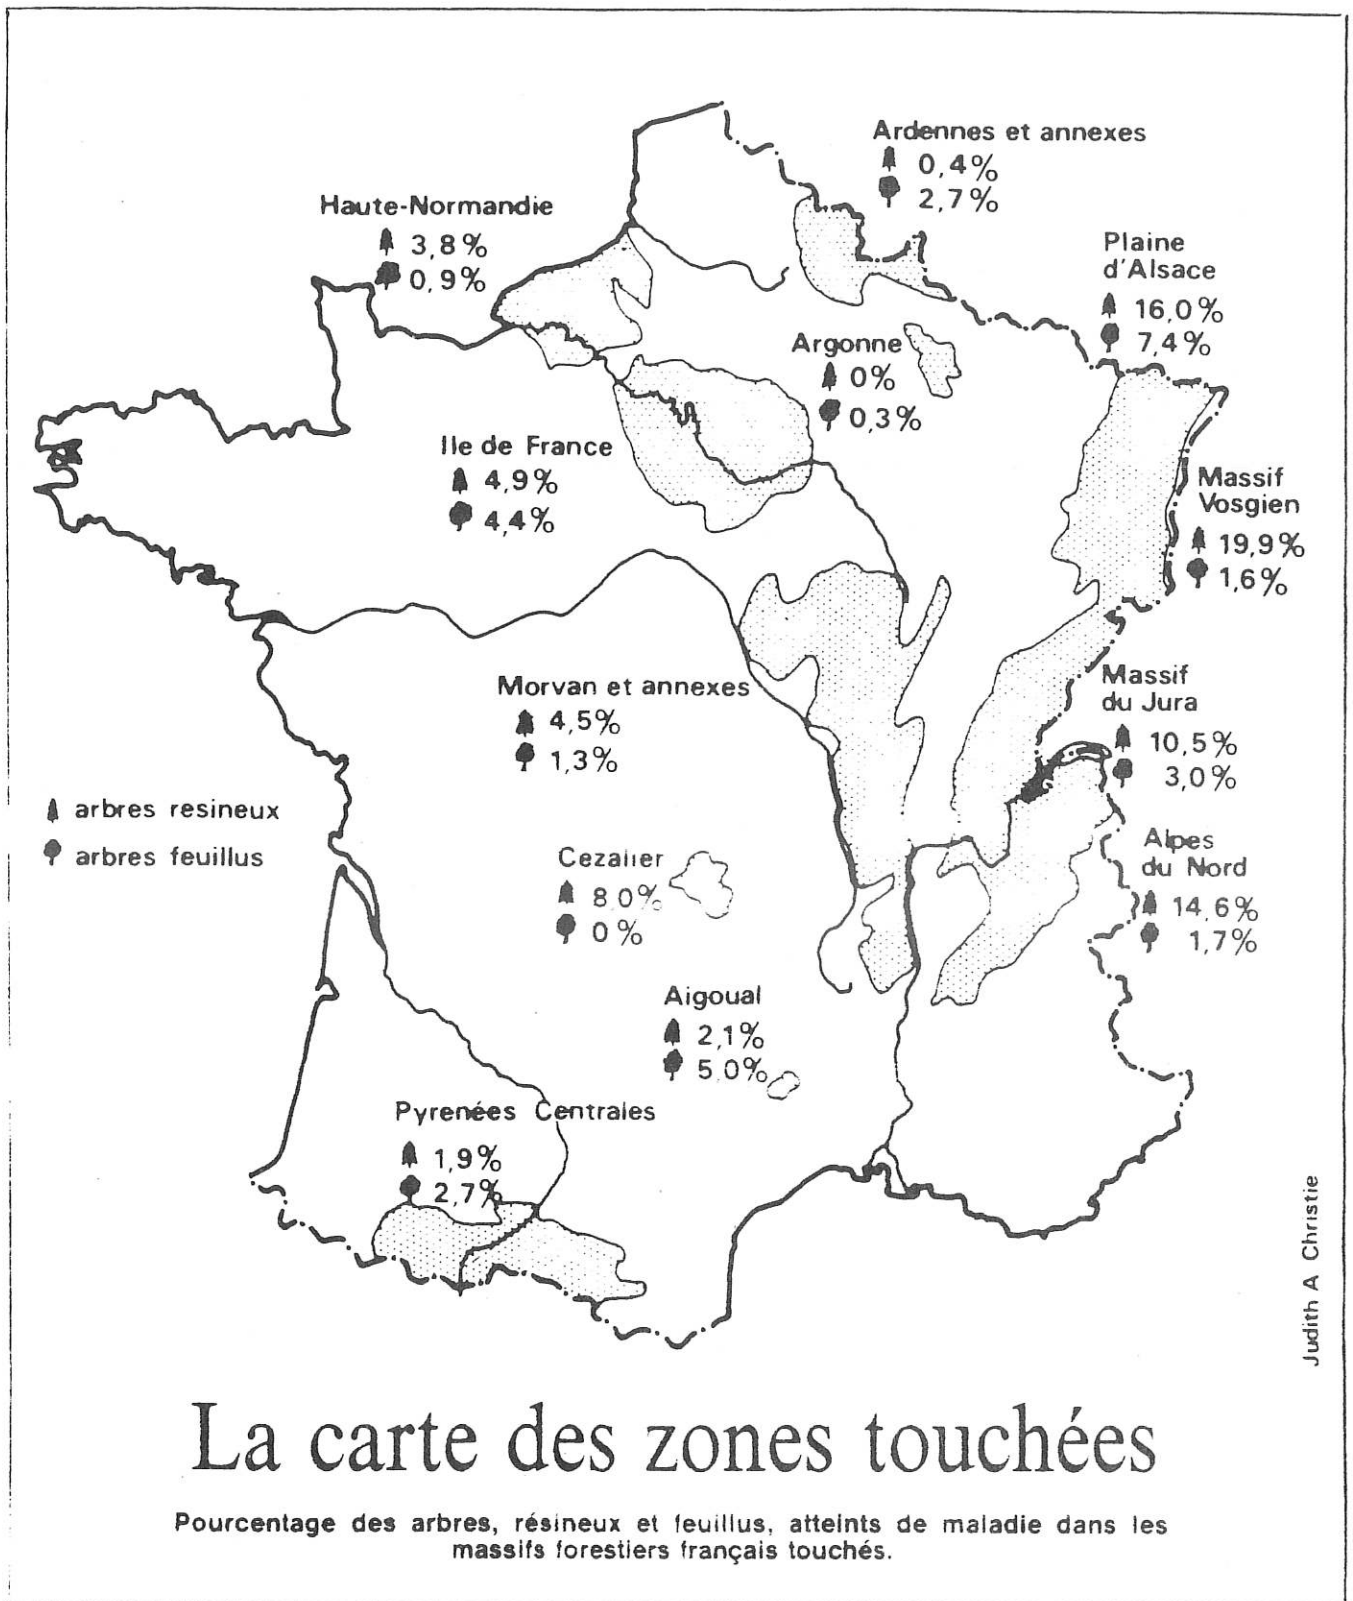 Ardennes et annexes
0,4%
2,7%
Haute-Normandie
3,8%
0,9%
Plaine
d'Alsace
16,0%
7,4%
Argonne
0%
0,3%
Ile de France
4,9%
4,4%
Massif
Vosgien
19,9%
1,6%
Morvan et annexes
4,5%
1,3%
Massif
du Jura
10,5%
3,0%
arbres resineux
arbres feuillus
Cezalier
8,0%
0%
Alpes
du Nord
14,6%
1,7%
Aigoual
2,1%
5,0%
Pyrenées Centrales
1,9%
2,7%
Judith A Christie
La carte des zones touchées
Pourcentage des arbres, résineux et feuillus, atteints de maladie dans les
massifs forestiers français touchés.